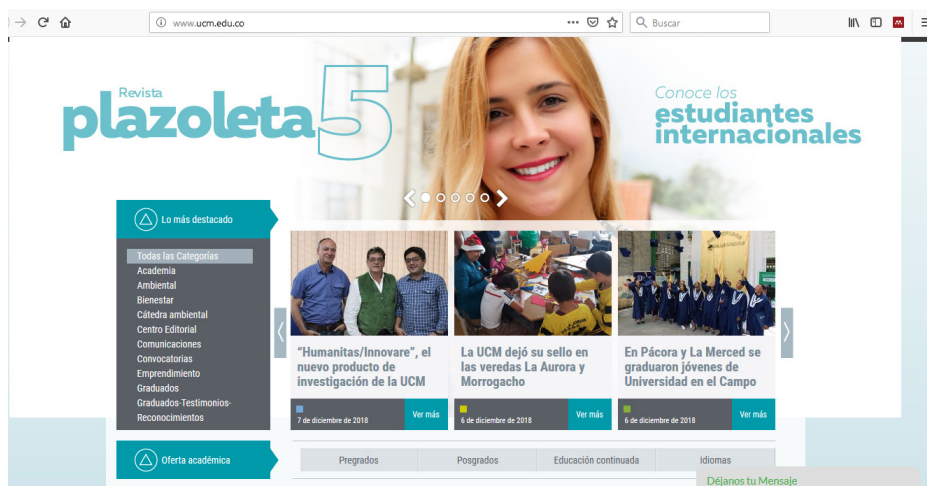 www.ucm.edu.co
Buscar
Revista
plazoleta 5
Conoce los
estudiantes
internacionales
Lo más destacado
Todas las Categorías
Academia
Ambiental
Bienestar
Cátedra ambiental
Centro Editorial
Comunicaciones
Convocatorias
Emprendimiento
Graduados
Graduados-Testimonios-
Reconocimientos
“Humanitas/Innovare”, el
nuevo producto de
investigación de la UCM
7 de diciembre de 2018
Ver más
La UCM dejó su sello en
las veredas La Aurora y
Morrogacho
6 de diciembre de 2018
Ver más
En Pácora y La Merced se
graduaron jóvenes de
Universidad en el Campo
6 de diciembre de 2018
Ver más
Oferta académica
Pregrados
Posgrados
Educación continuada
Idiomas
Déjanos tu Mensaje